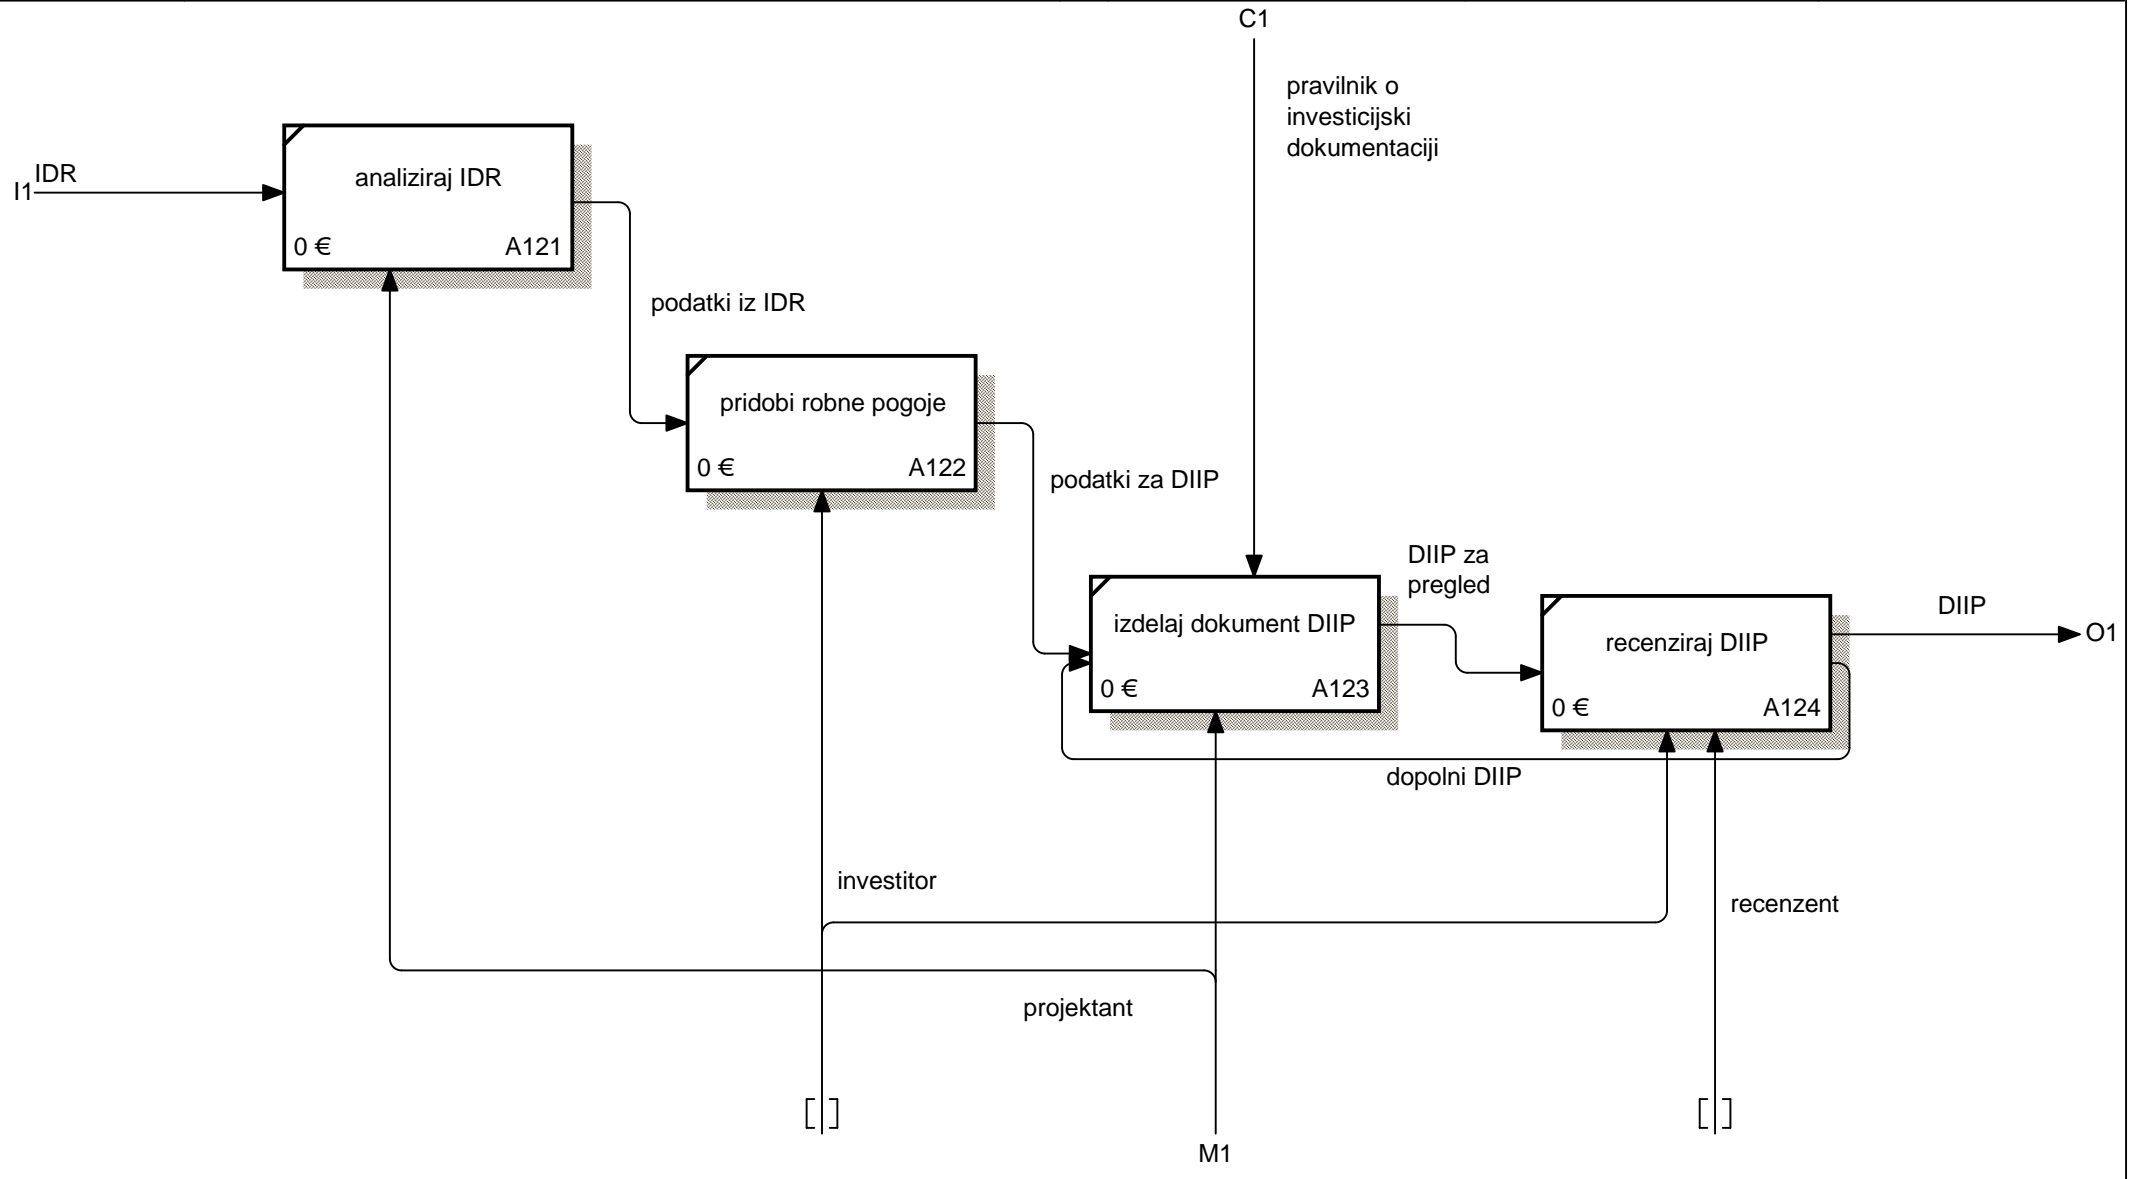 C1
pravilnik o
investicijski
dokumentaciji
I1
IDR
analiziraj IDR
0 €
A121
podatki iz IDR
pridobi robne pogoje
0 €
A122
podatki za DIIP
izdelaj dokument DIIP
0 €
A123
DIIP za
pregled
recenziraj DIIP
0 €
A124
DIIP
O1
dopolni DIIP
investitor
recenzent
projektant
M1